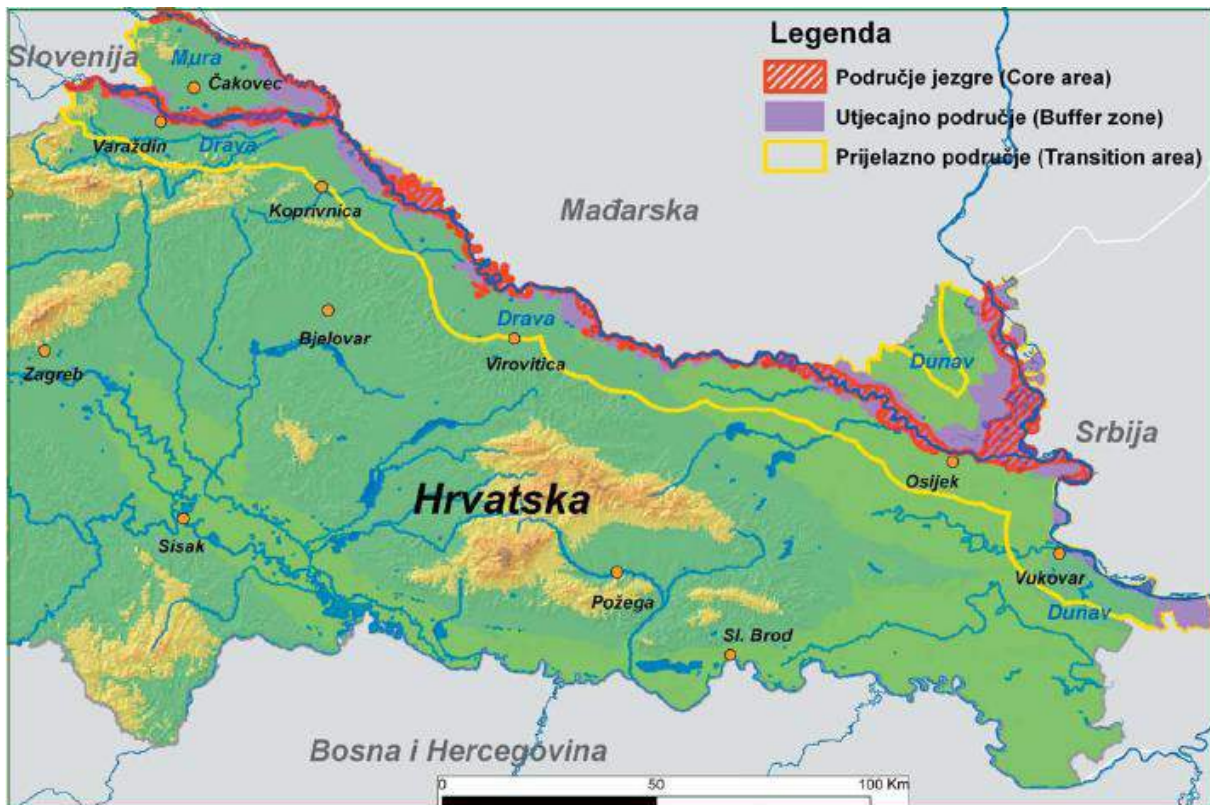 Legenda
Područje jezgre (Core area)
Utjecajno područje (Buffer zone)
Prijelazno područje (Transition area)
Slovenija
Mura
Čakovec
Varaždin
Drava
Koprivnica
Mađarska
Bjelovar
Drava
Virovitica
Dunav
Zagreb
Srbija
Osijek
Hrvatska
Sisak
Vukovar
Požega
Dunav
Sl. Brod
Bosna i Hercegovina
0 50 100 Km